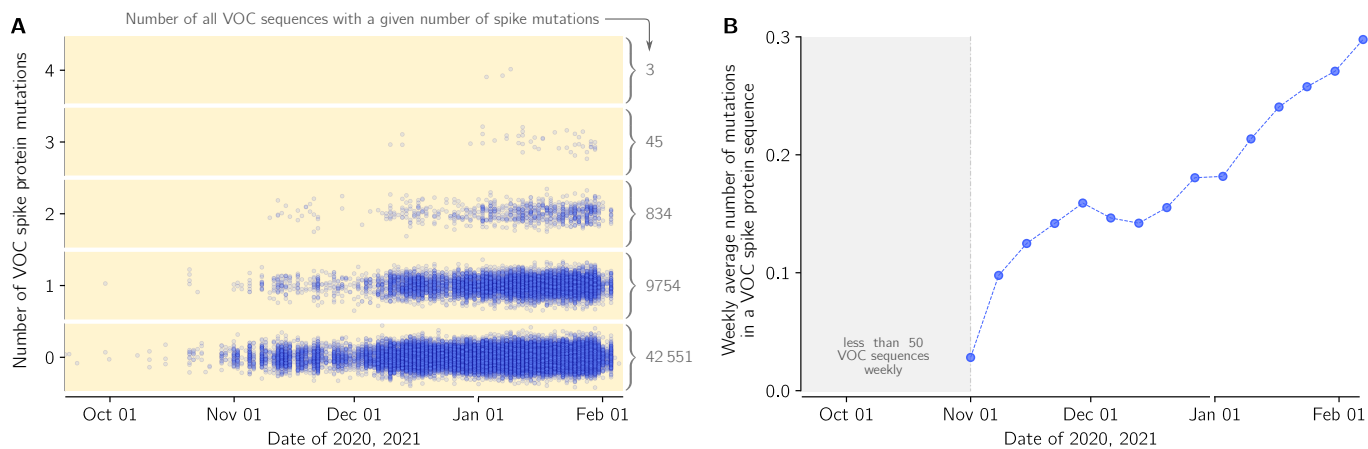 A
Number of all VOC sequences with a given number of spike mutations
Number of VOC spike protein mutations
4
3
2
1
0
3
45
834
9754
42 551
Oct 01
Nov 01
Dec 01
Jan 01
Feb 01
Date of 2020, 2021
B
Weekly average number of mutations
in a VOC spike protein sequence
0.3
0.2
0.1
0.0
less than 50
VOC sequences
weekly
Oct 01
Nov 01
Dec 01
Jan 01
Feb 01
Date of 2020, 2021